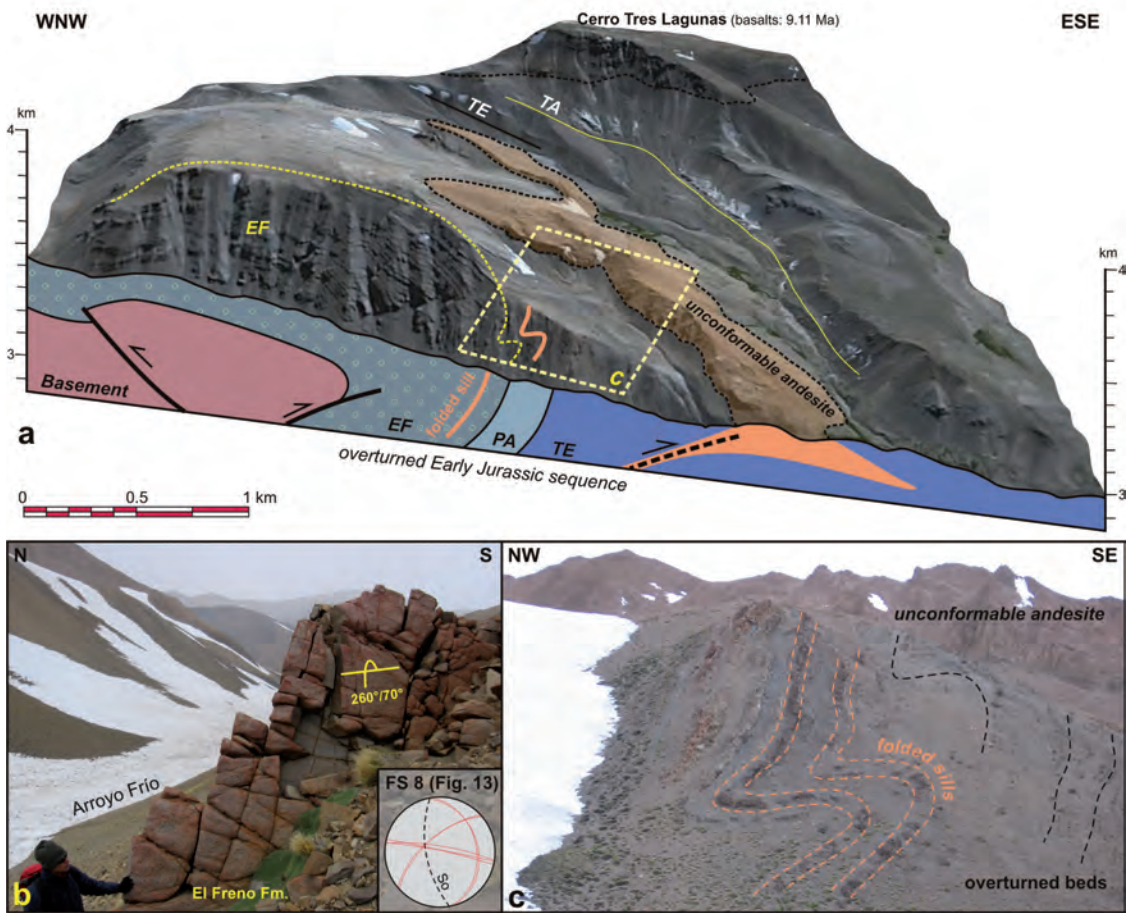 WNW
Cerro Tres Lagunas (basalts: 9.11 Ma)
ESE
km
4
TE
TA
EF
km
4
3
unconformable andesite
C
Basement
EF
folded sill
PA
TE
3
a
overturned Early Jurassic sequence
0 0.5 1 km
N
S
260°/70°
Arroyo Frío
FS 8 (Fig. 13)
So
El Freno Fm.
b
NW
SE
unconformable andesite
folded sills
overturned beds
c